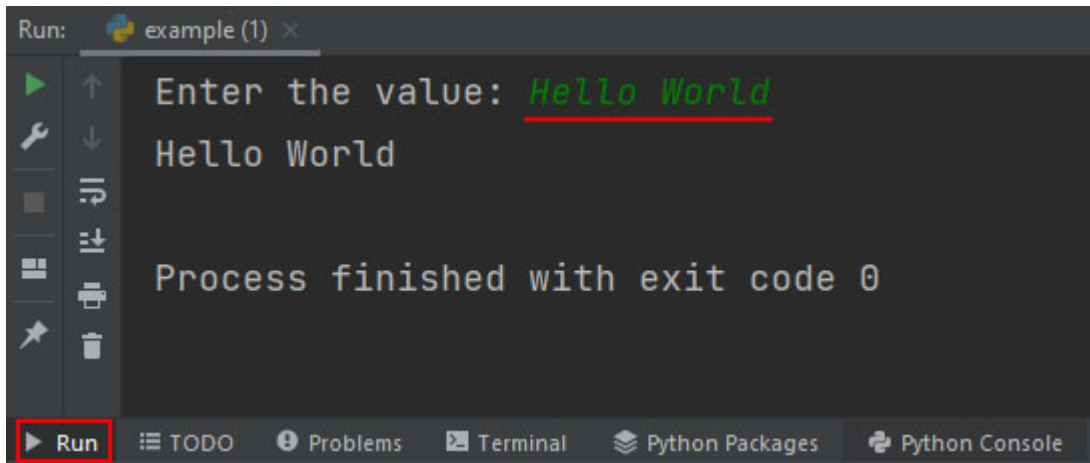 Run: example (1)
Enter the value: Hello World
Hello World
Process finished with exit code 0
Run TODO Problems Terminal Python Packages Python Console